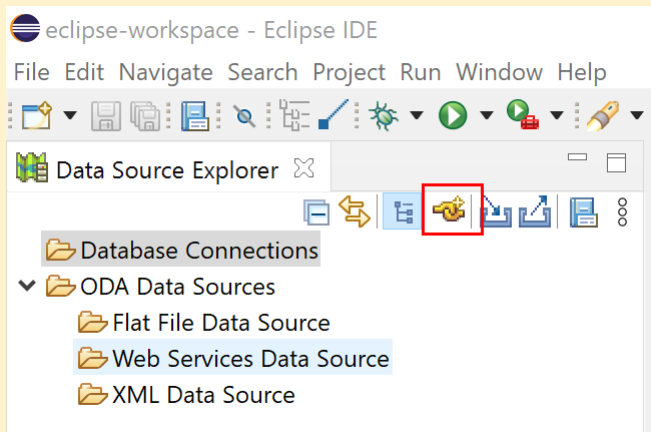 eclipse-workspace - Eclipse IDE
File Edit Navigate Search Project Run Window Help
Data Source Explorer
Database Connections
ODA Data Sources
Flat File Data Source
Web Services Data Source
XML Data Source